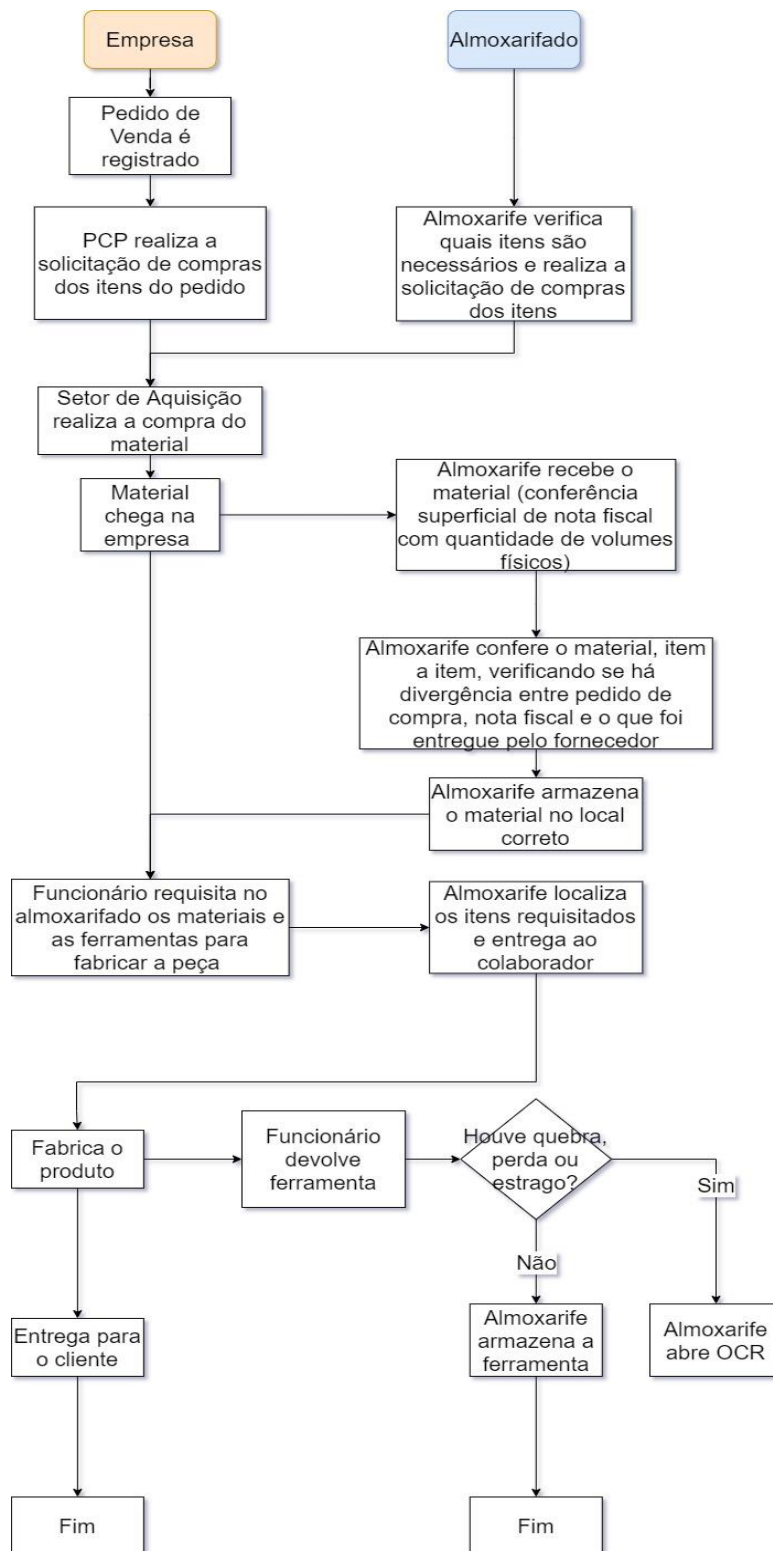 Empresa
Almoxarifado
Pedido de
Venda é
registrado
PCP realiza a
solicitação de compras
dos itens do pedido
Almoxarife verifica
quais itens são
necessários e realiza a
solicitação de compras
dos itens
Setor de Aquisição
realiza a compra do
material
Material
chega na
empresa
Almoxarife recebe o
material (conferência
superficial de nota fiscal
com quantidade de volumes
físicos)
Almoxarife confere o material, item
a item, verificando se há
divergência entre pedido de
compra, nota fiscal e o que foi
entregue pelo fornecedor
Almoxarife armazena
o material no local
correto
Funcionário requisita no
almoxarifado os materiais e
as ferramentas para
fabricar a peça
Almoxarife localiza
os itens requisitados
e entrega ao
colaborador
Fabrica o
produto
Funcionário
devolve
ferramenta
Houve quebra,
perda ou
estrago?
Sim
Não
Entrega para
o cliente
Almoxarife
armazena a
ferramenta
Almoxarife
abre OCR
Fim
Fim